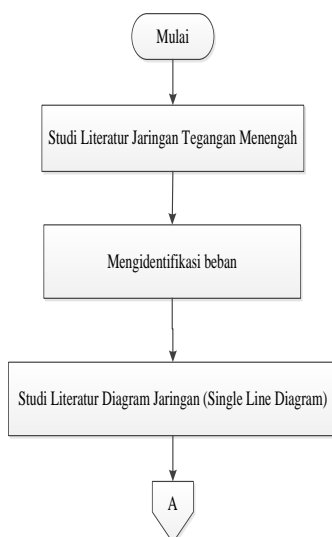 Mulai
Studi Literatur Jaringan Tegangan Menengah
Mengidentifikasi beban
Studi Literatur Diagram Jaringan (Single Line Diagram)
A